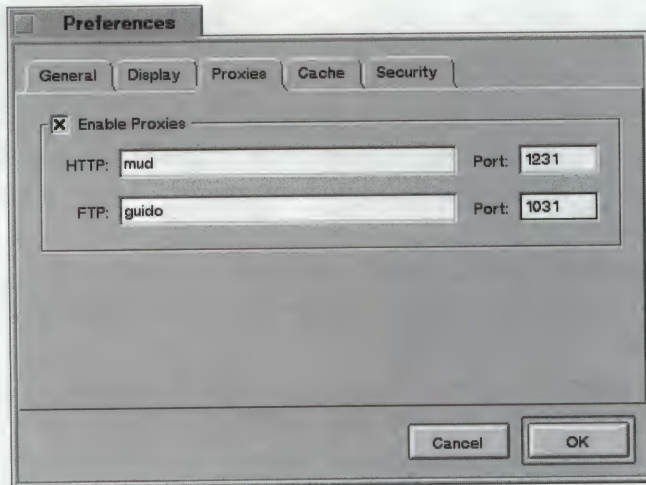 Preferences
General Display Proxies Cache Security
Enable Proxies
HTTP: mud Port: 1231
FTP: guido Port: 1031
Cancel OK